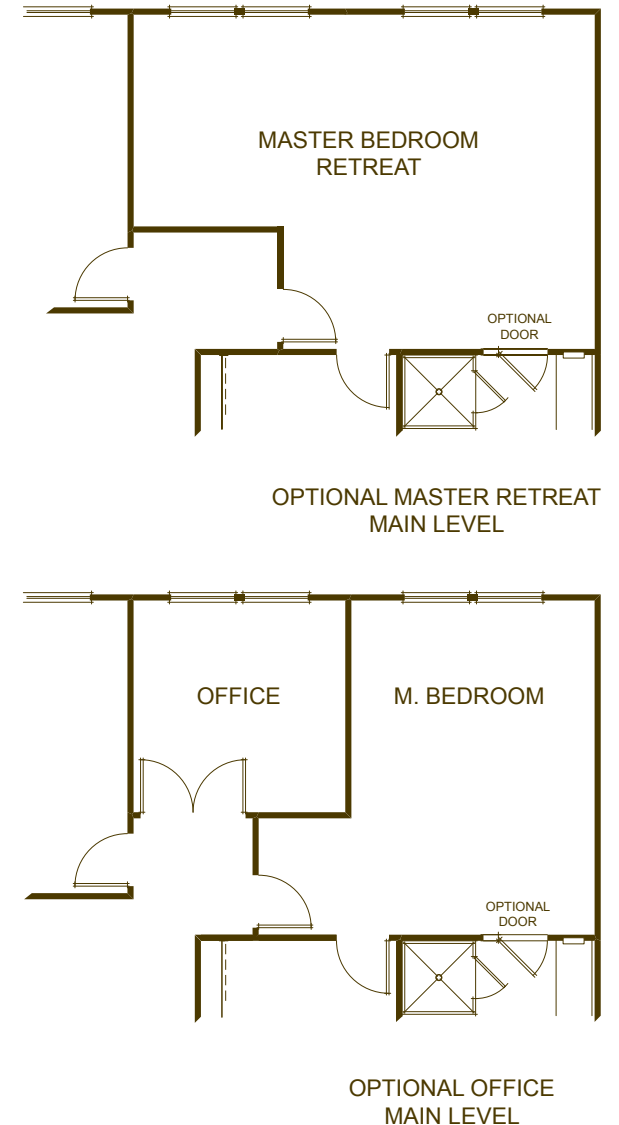 MASTER BEDROOM
RETREAT
OPTIONAL
DOOR
OPTIONAL MASTER RETREAT
MAIN LEVEL
OFFICE
M. BEDROOM
OPTIONAL
DOOR
OPTIONAL OFFICE
MAIN LEVEL